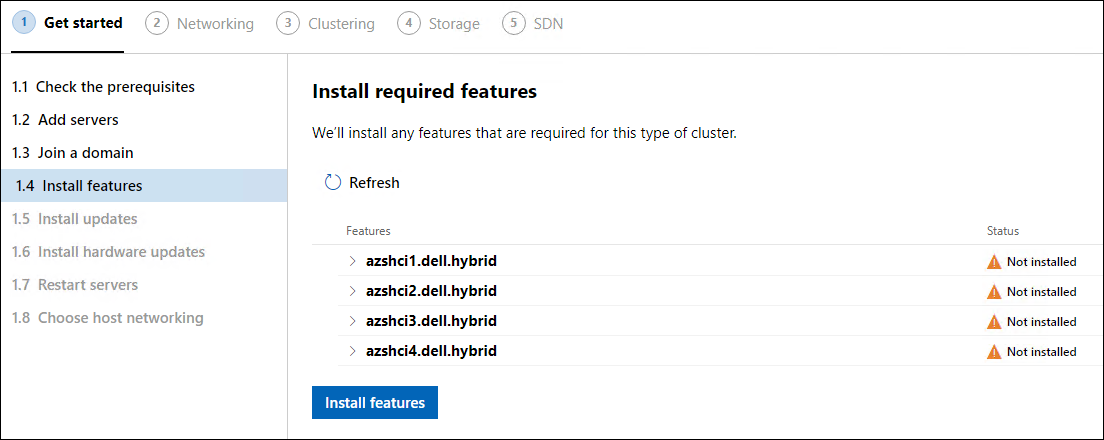 1 Get started 2 Networking 3 Clustering 4 Storage 5 SDN
1.1 Check the prerequisites
1.2 Add servers
1.3 Join a domain
1.4 Install features
1.5 Install updates
1.6 Install hardware updates
1.7 Restart servers
1.8 Choose host networking
Install required features
We'll install any features that are required for this type of cluster.
Refresh
Features Status
azshci1.dell.hybrid Not installed
azshci2.dell.hybrid Not installed
azshci3.dell.hybrid Not installed
azshci4.dell.hybrid Not installed
Install features